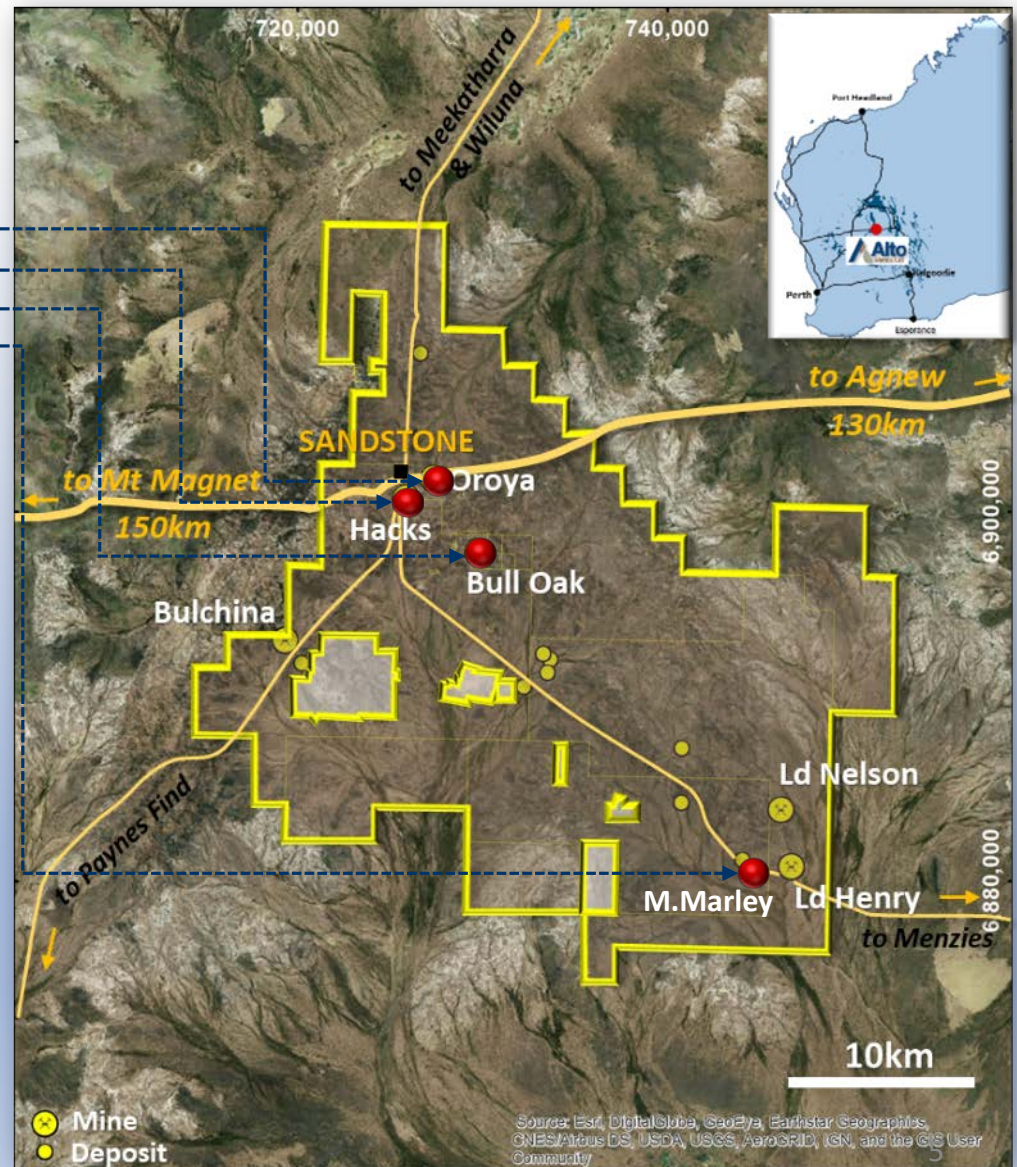 720,000
740,000
to Meekatharra
& Wiluna
Port Headland
Alto
Kalgoorlie
Perth
Esperance
to Agnew
130km
SANDSTONE
to Mt Magnet
150km
Oroya
Hacks
6,900,000
Bull Oak
Bulchina
Ld Nelson
to Paynes Find
M.Marley
Ld Henry
6,880,000
to Menzies
10km
Mine
Deposit
Source: Esri, DigitalGlobe, GeoEye, Earthstar Geographics,
CNES/Airbus DS, USDA, USGS, AeroGRID, IGN, and the GIS User
Community
5